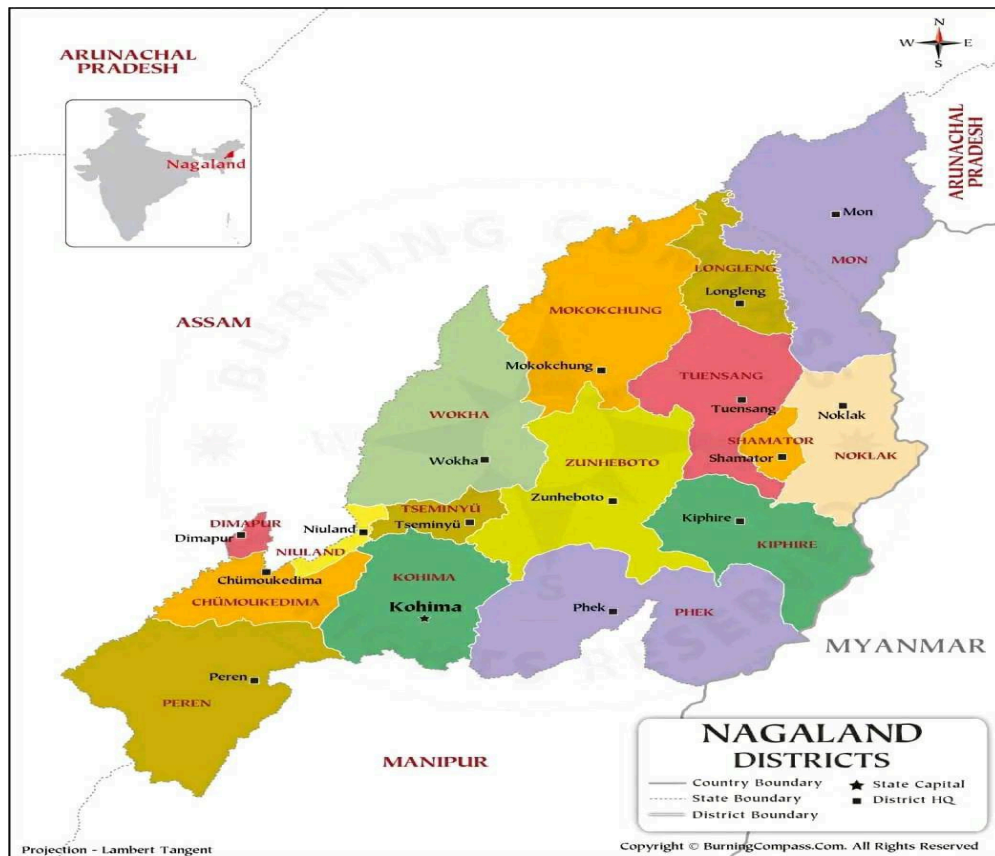 N
W E
S
ARUNACHAL
PRADESH
Nagaland
ARUNACHAL
PRADESH
Mon
MON
LONGLENG
Longleng
MOKOKCHUNG
ASSAM
Mokokchung
TUENSANG
Tuensang
Noklak
WOKHA
SHAMATOR
Shamator
NOKLAK
Wokha
ZUNHEBOTO
Zunheboto
TSEMINYÜ
Tseminyü
Kiphire
KIPHIRE
DIMAPUR
Dimapur
Niuland
NIULAND
Chümoukedima
CHÜMOUKEDIMA
KOHIMA
Kohima
Phek
PHEK
MYANMAR
Peren
PEREN
MANIPUR
NAGALAND
DISTRICTS
Country Boundary
State Capital
State Boundary
District HQ
District Boundary
Projection - Lambert Tangent
Copyright © BurningCompass.Com. All Rights Reserved